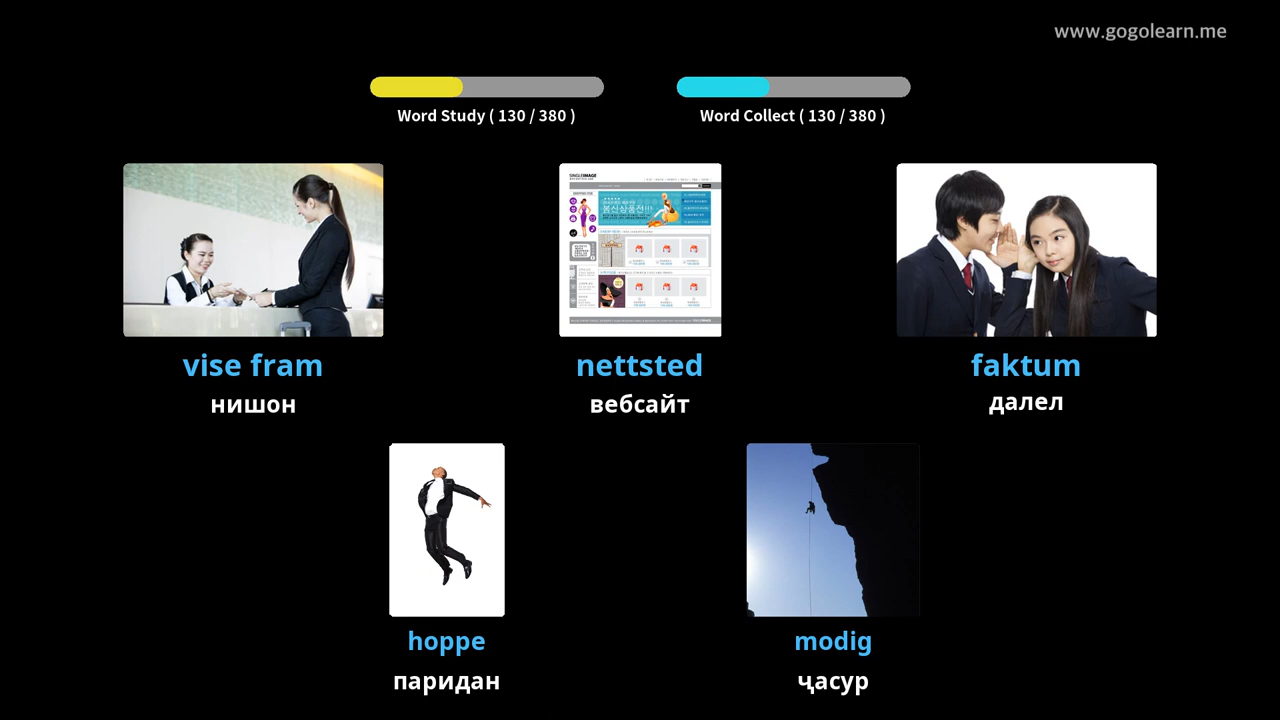 www.gogolearn.me
Word Study ( 130 / 380 )
Word Collect ( 130 / 380 )
vise fram
нишон
nettsted
вебсайт
faktum
далел
hoppe
паридан
modig
ҷасур